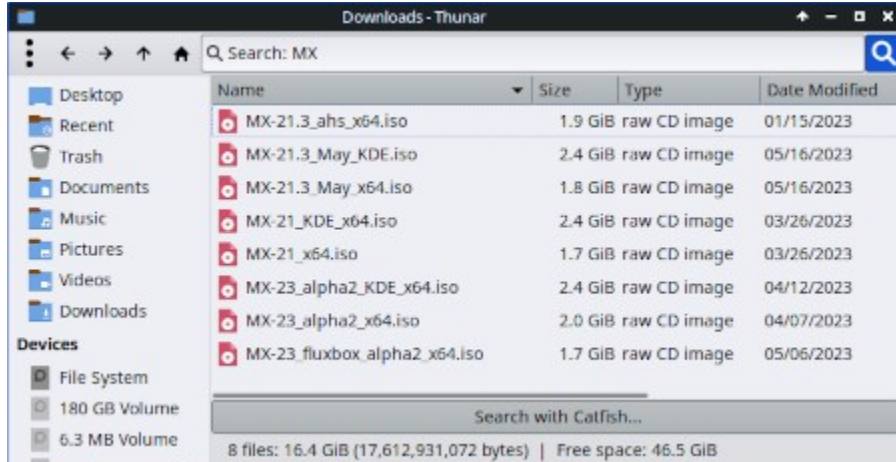 Downloads - Thunar
Search: MX
Desktop
Recent
Trash
Documents
Music
Pictures
Videos
Downloads
Devices
File System
180 GB Volume
6.3 MB Volume
Name Size Type Date Modified
MX-21.3_ahs_x64.iso 1.9 GiB raw CD image 01/15/2023
MX-21.3_May_KDE.iso 2.4 GiB raw CD image 05/16/2023
MX-21.3_May_x64.iso 1.8 GiB raw CD image 05/16/2023
MX-21_KDE_x64.iso 2.4 GiB raw CD image 03/26/2023
MX-21_x64.iso 1.7 GiB raw CD image 03/26/2023
MX-23_alpha2_KDE_x64.iso 2.4 GiB raw CD image 04/12/2023
MX-23_alpha2_x64.iso 2.0 GiB raw CD image 04/07/2023
MX-23_fluxbox_alpha2_x64.iso 1.7 GiB raw CD image 05/06/2023
Search with Catfish...
8 files: 16.4 GiB (17,612,931,072 bytes) | Free space: 46.5 GiB